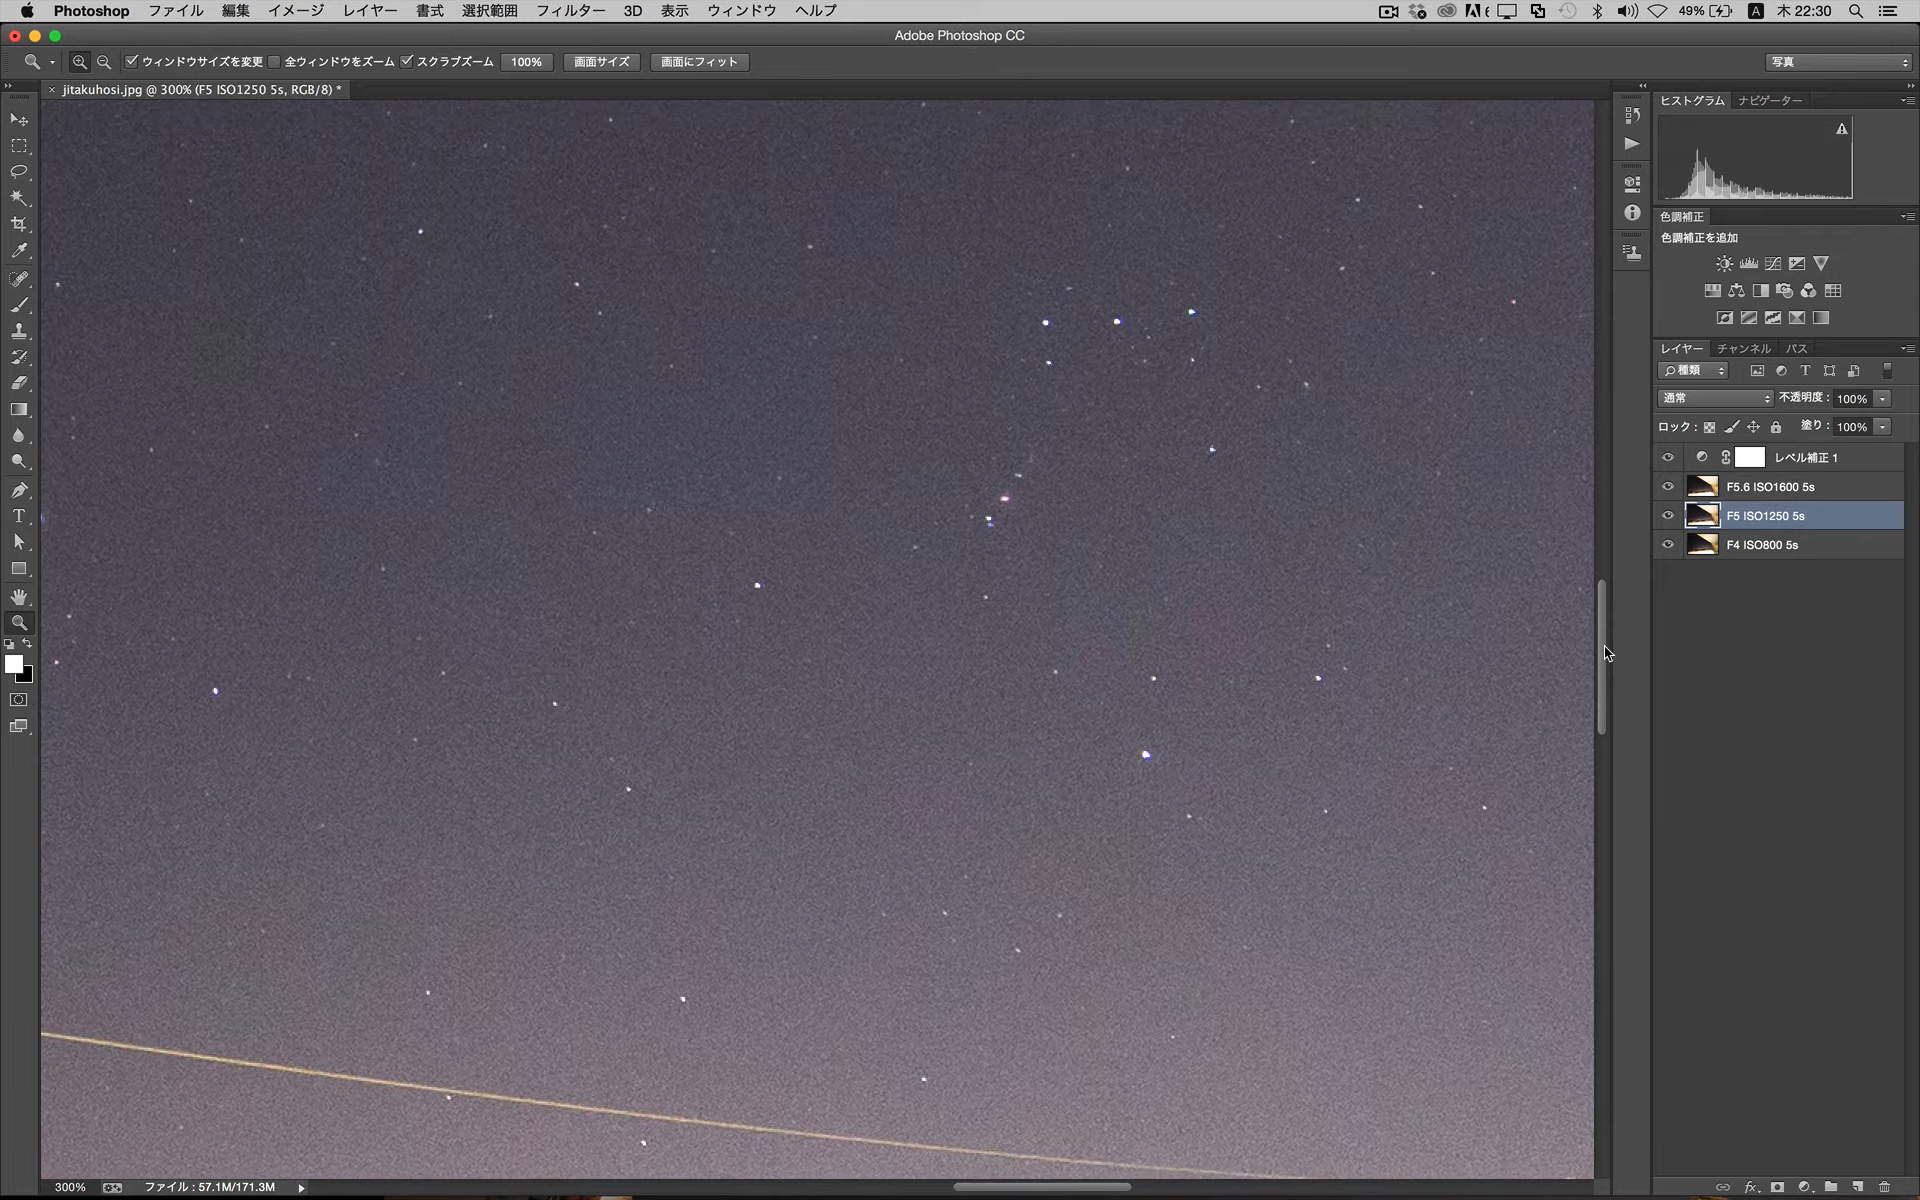 Photoshop ファイル 編集 イメージ レイヤー 書式 選択範囲 フィルター 3D 表示 ウィンドウ ヘルプ 6 49% A 木 22:30
Adobe Photoshop CC
ウィンドウサイズを変更 全ウィンドウをズーム スクラブズーム 100% 画面サイズ 画面にフィット 写真
× jitakuhosi.jpg @ 300% (F5 ISO1250 5s, RGB/8) *
ヒストグラム ナビゲーター
色調補正
色調補正を追加
レイヤー チャンネル パス
種類
通常 不透明度 : 100%
ロック : 塗り : 100%
レベル補正 1
F5.6 ISO1600 5s
F5 ISO1250 5s
F4 ISO800 5s
300% ファイル : 57.1M/171.3M